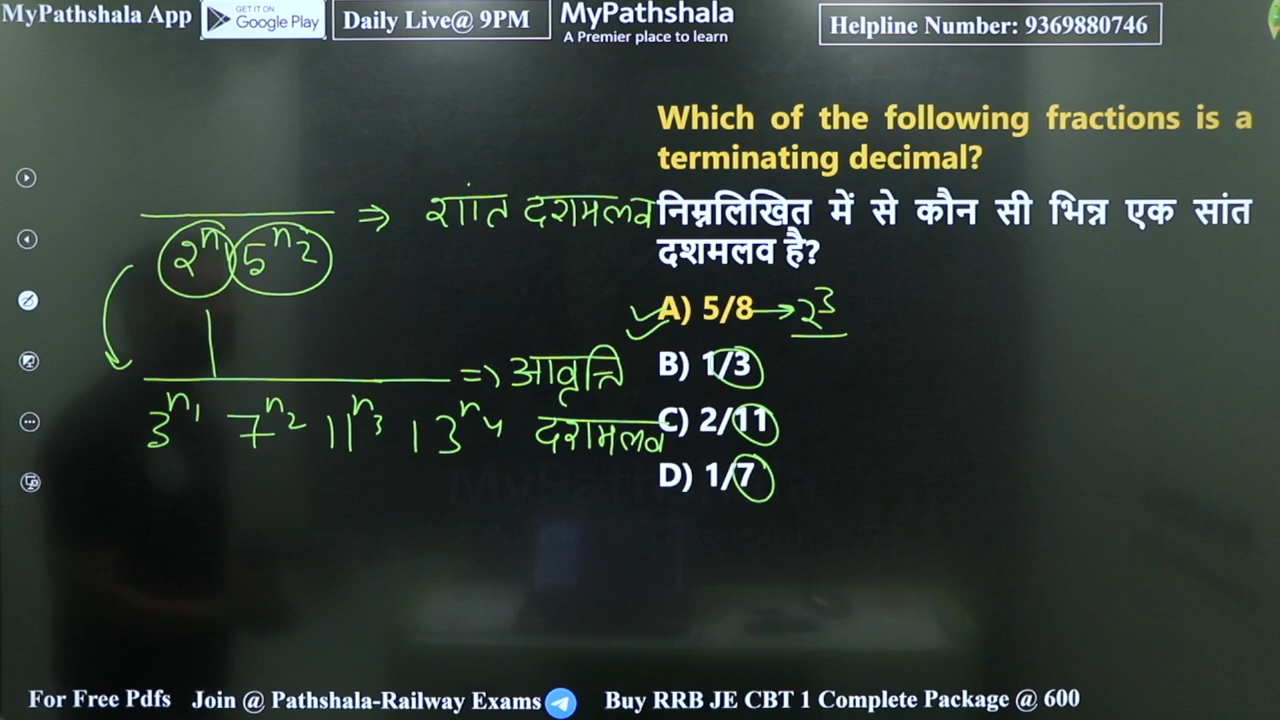 MyPathshala App
GET IT ON
Google Play
Daily Live@ 9PM
MyPathshala
A Premier place to learn
Helpline Number: 9369880746
Which of the following fractions is a
terminating decimal?
निम्नलिखित में से कौन सी भिन्न एक सांत
दशमलव है?
A) 5/8 → 2³
B) 1/3
C) 2/11
D) 1/7
2^n₁ 5^n₂ ⇒ शांत दशमलव
1
3^n₁ 7^n₂ 11^n₃ 13^n₄ ⇒ आवृत्ति
दशमलव
MyPathshala
For Free Pdfs Join @ Pathshala-Railway Exams Buy RRB JE CBT 1 Complete Package @ 600